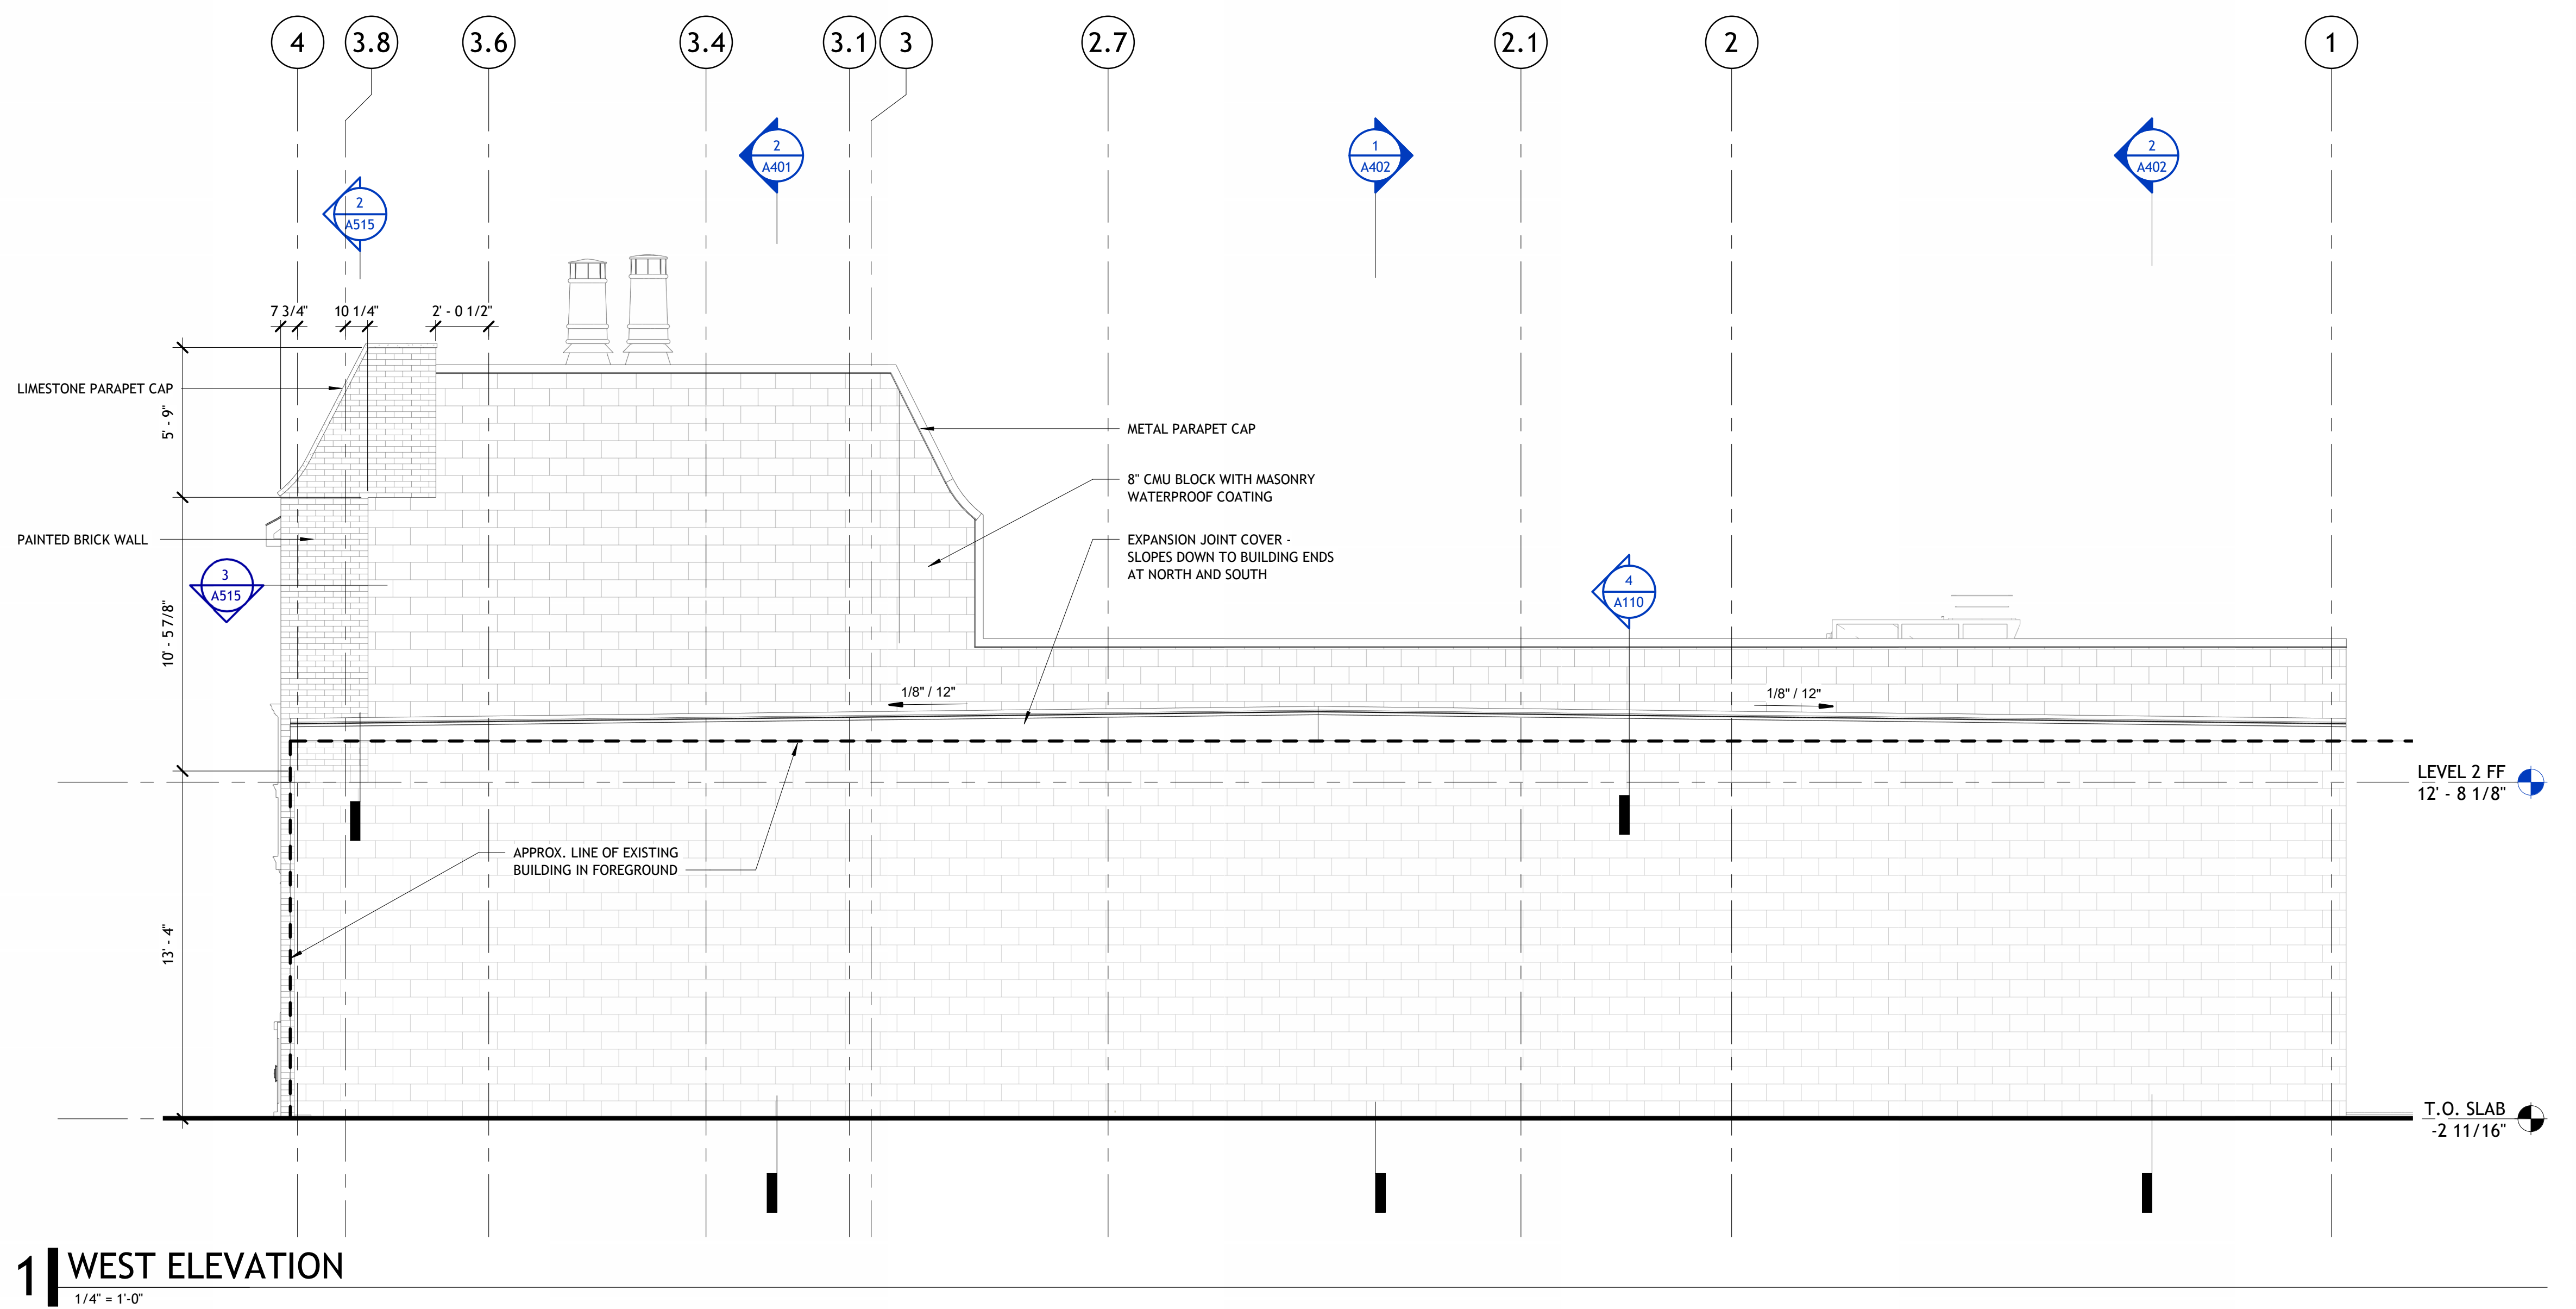 4
3.8
3.6
3.4
3.1
3
2.7
2.1
2
1
2
A401
1
A402
2
A402
2
A515
7 3/4"
10 1/4"
2' - 0 1/2"
LIMESTONE PARAPET CAP
5' - 9"
METAL PARAPET CAP
8" CMU BLOCK WITH MASONRY
WATERPROOF COATING
PAINTED BRICK WALL
EXPANSION JOINT COVER -
SLOPES DOWN TO BUILDING ENDS
AT NORTH AND SOUTH
3
A515
4
A110
10' - 5 7/8"
1/8" / 12"
1/8" / 12"
LEVEL 2 FF
12' - 8 1/8"
APPROX. LINE OF EXISTING
BUILDING IN FOREGROUND
13' - 4"
T.O. SLAB
-2 11/16"
1
WEST ELEVATION
1/4" = 1'-0"